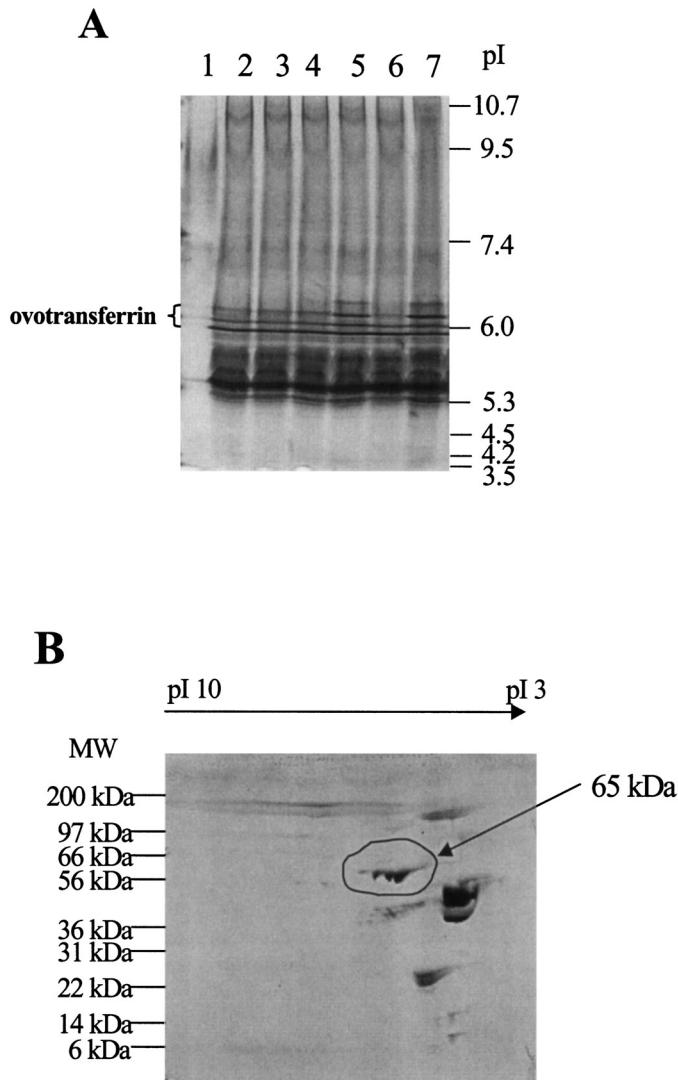 A
1 2 3 4 5 6 7 pI
10.7
9.5
7.4
ovotransferrin
6.0
5.3
4.5
4.2
3.5
B
pI 10 pI 3
MW
65 kDa
200 kDa
97 kDa
66 kDa
56 kDa
36 kDa
31 kDa
22 kDa
14 kDa
6 kDa